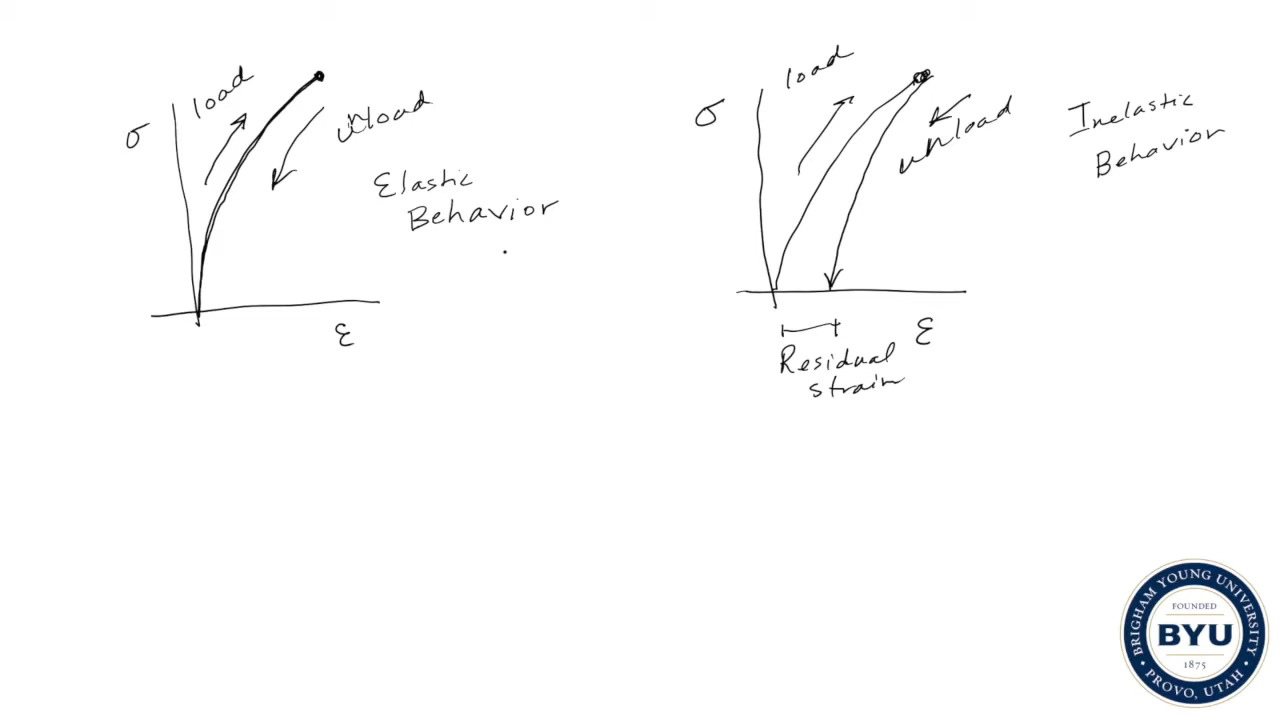 σ
load
unload
Elastic
Behavior
ε
σ
load
unload
Inelastic
Behavior
ε
Residual
strain
BRIGHAM YOUNG UNIVERSITY
FOUNDED
BYU
1875
PROVO, UTAH